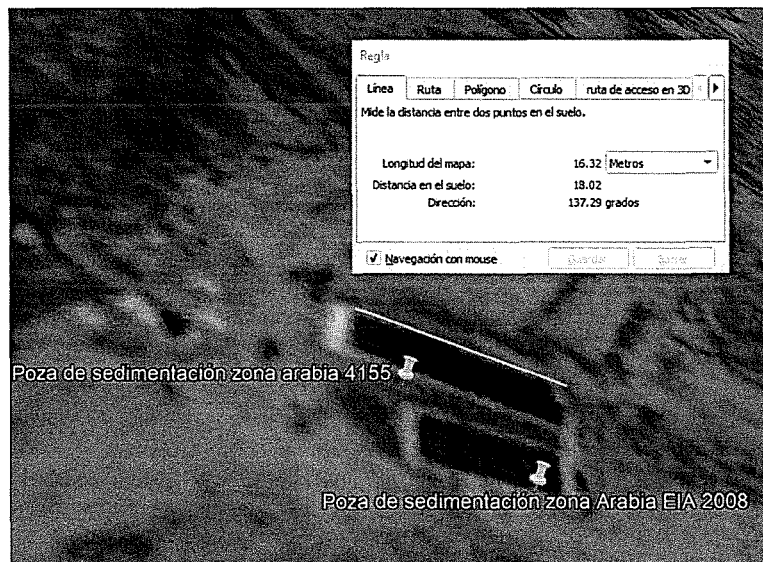 Regla
Línea Ruta Polígono Círculo ruta de acceso en 3D
Mide la distancia entre dos puntos en el suelo.
Longitud del mapa: 16.32 Metros
Distancia en el suelo: 18.02
Dirección: 137.29 grados
Navegación con mouse Guardar Borrar
Poza de sedimentación zona arabia 4155
Poza de sedimentación zona Arabia EIA 2008